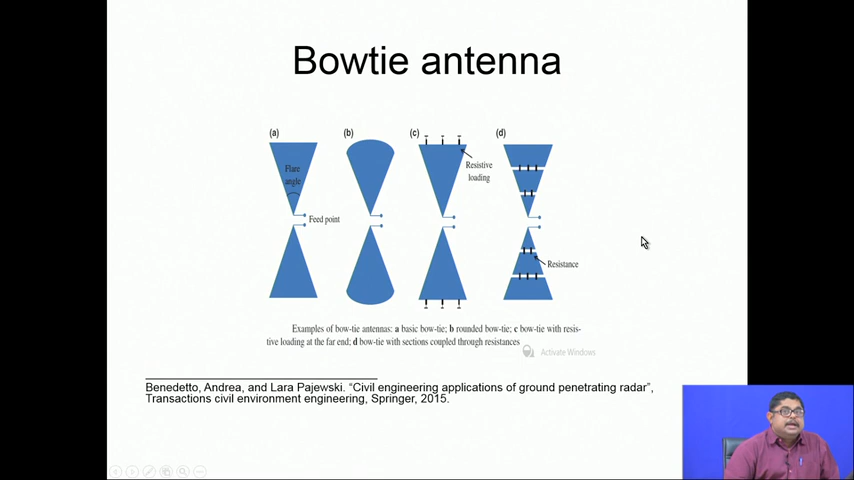 Bowtie antenna
(a) (b) (c) (d)
Flare
angle
Feed point
Resistive
loading
Resistance
Examples of bow-tie antennas: a basic bow-tie; b rounded bow-tie; c bow-tie with resis-
tive loading at the far end; d bow-tie with sections coupled through resistances
Activate Windows
Benedetto, Andrea, and Lara Pajewski. “Civil engineering applications of ground penetrating radar”,
Transactions civil environment engineering, Springer, 2015.